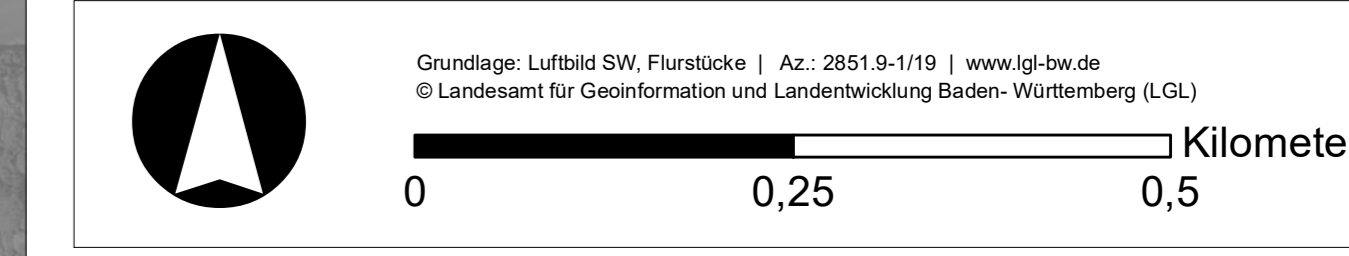 Grundlage: Luftbild SW, Flurstücke | Az.: 2851.9-1/19 | www.lgl-bw.de
© Landesamt für Geoinformation und Landentwicklung Baden- Württemberg (LGL)
Kilomete
0 0,25 0,5